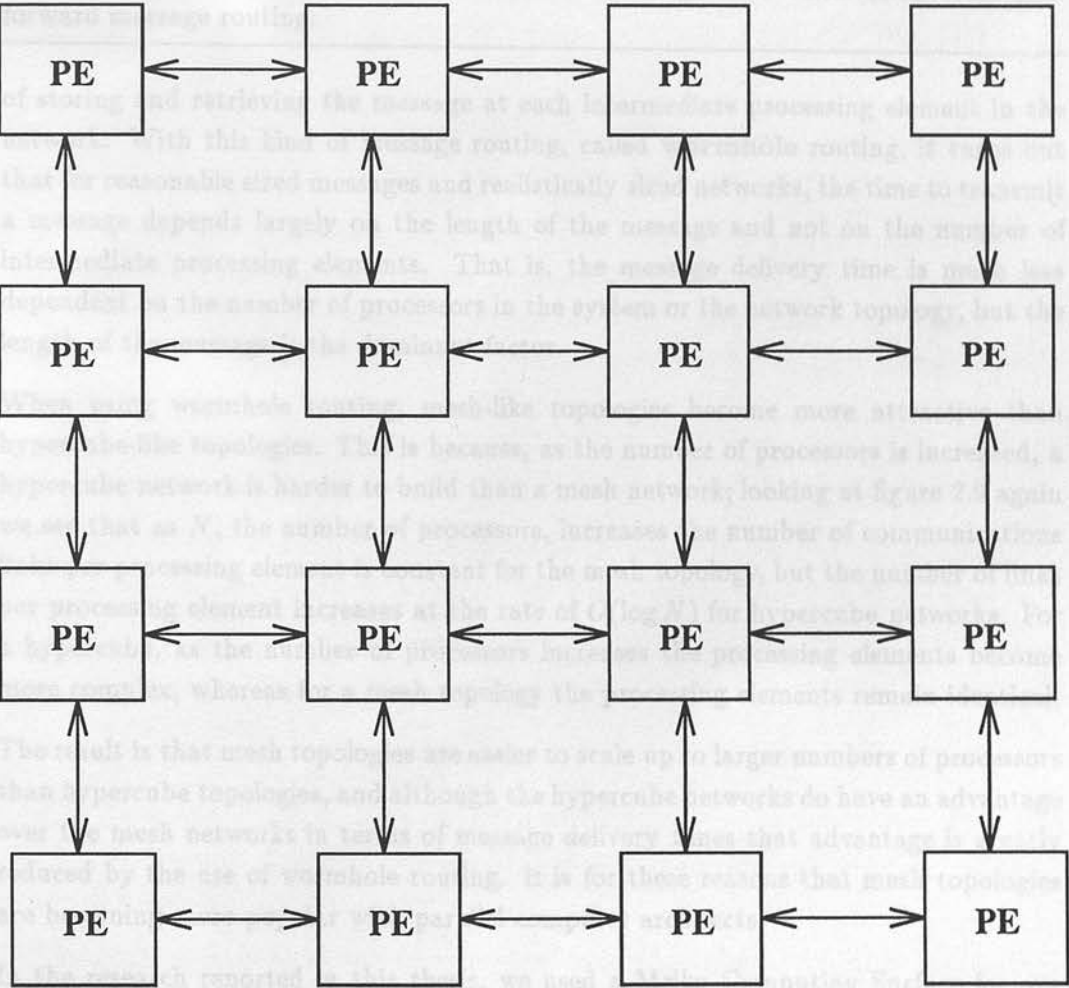 forward message routing.
PE PE PE PE
of storing and retrieving the message at each intermediate processing element in the
network. With this kind of message routing, called wormhole routing, it turns out
that for reasonable sized messages and realistically sized networks, the time to transmit
a message depends largely on the length of the message and not on the number of
intermediate processing elements. That is, the message delivery time is much less
dependent on the number of processors in the system or the network topology, but the
PE PE PE PE
length of the message is the dominant factor.
When using wormhole routing, mesh-like topologies become more attractive than
hypercube-like topologies. This is because, as the number of processors is increased, a
hypercube network is harder to build than a mesh network; looking at figure 2.9 again
we see that as N, the number of processors, increases the number of communications
links per processing element is constant for the mesh topology, but the number of links
per processing element increases at the rate of O(log N) for hypercube networks. For
PE PE PE PE
a hypercube, as the number of processors increases the processing elements become
more complex, whereas for a mesh topology the processing elements remain identical.
The result is that mesh topologies are easier to scale up to larger numbers of processors
than hypercube topologies, and although the hypercube networks do have an advantage
over the mesh networks in terms of message delivery times that advantage is greatly
reduced by the use of wormhole routing. It is for these reasons that mesh topologies
are becoming more popular with parallel computer architects.
PE PE PE PE
In the research reported in this thesis, we used a Meiko Computing Surface